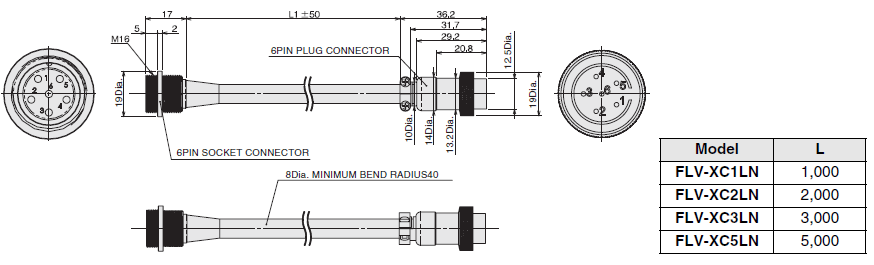 17
L1 ±50
36.2
5
2
31.7
M16
29.2
6PIN PLUG CONNECTOR
20.8
12.5Dia.
19Dia.
19Dia.
10Dia.
14Dia.
13.2Dia.
1
2
3
4
5
6
4
5
3
6
1
2
6PIN SOCKET CONNECTOR
8Dia. MINIMUM BEND RADIUS40
Model L
FLV-XC1LN 1,000
FLV-XC2LN 2,000
FLV-XC3LN 3,000
FLV-XC5LN 5,000